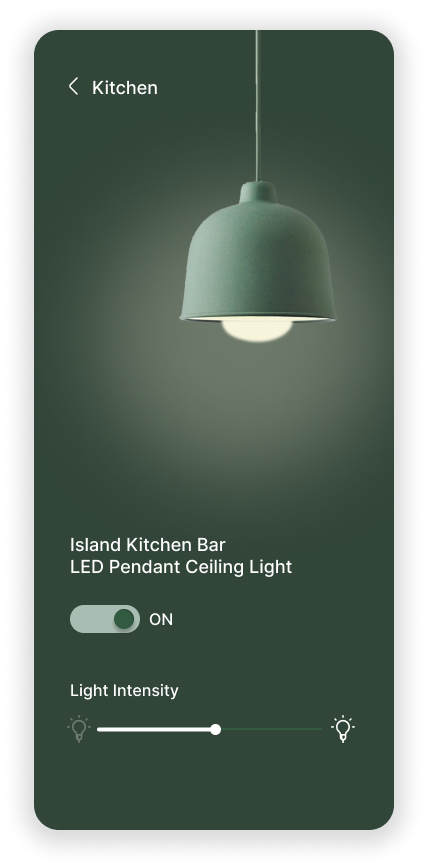 Kitchen
Island Kitchen Bar
LED Pendant Ceiling Light
ON
Light Intensity